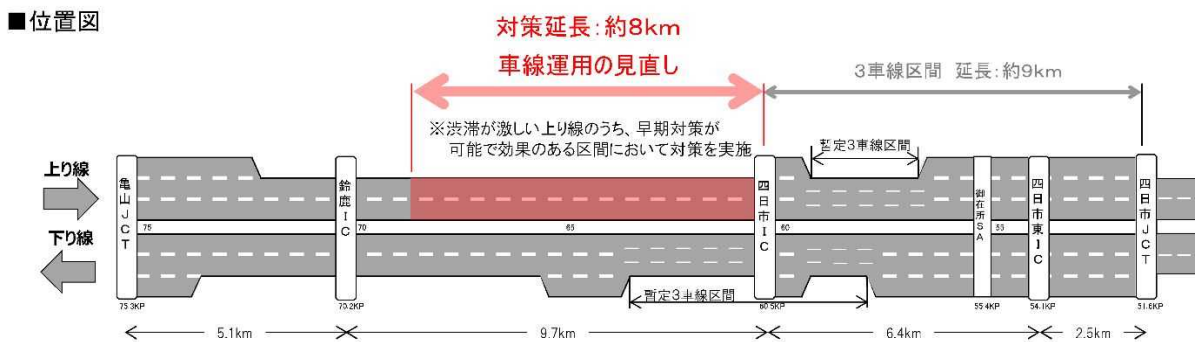 ■位置図
対策延長：約8km
車線運用の見直し
3車線区間 延長：約9km
※渋滞が激しい上り線のうち、早期対策が
可能で効果のある区間において対策を実施
暫定3車線区間
上り線
下り線
亀山JCT
鈴鹿IC
四日市IC
御在所SA
四日市東IC
四日市JCT
75
70
65
60
55
暫定3車線区間
75.3KP
70.2KP
60.5KP
55.4KP
54.1KP
51.6KP
5.1km
9.7km
6.4km
2.5km